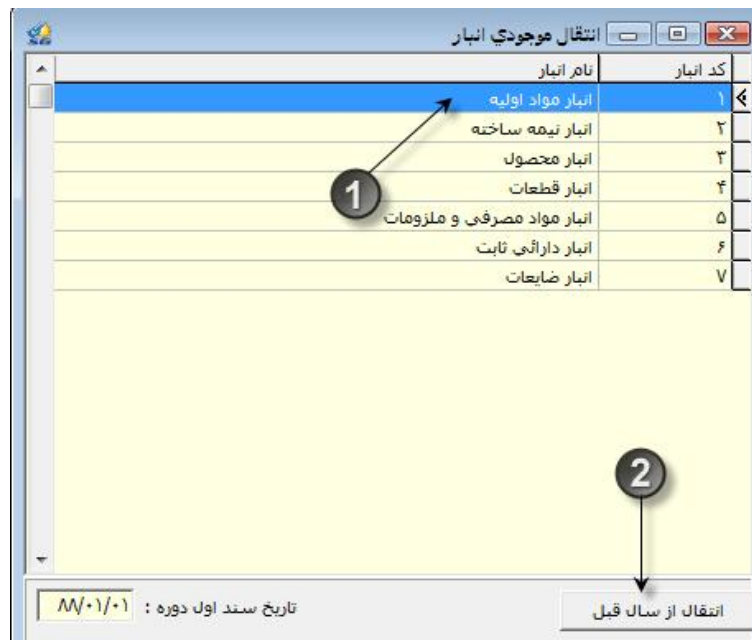 انتقال موجودي انبار
کد انبار نام انبار
۱ انبار مواد اولیه
۲ انبار نیمه ساخته
۳ انبار محصول
۴ انبار قطعات
۵ انبار مواد مصرفی و ملزومات
۶ انبار دارائی ثابت
۷ انبار ضایعات
1
2
انتقال از سال قبل
تاریخ سند اول دوره : ۸۸/۰۱/۰۱